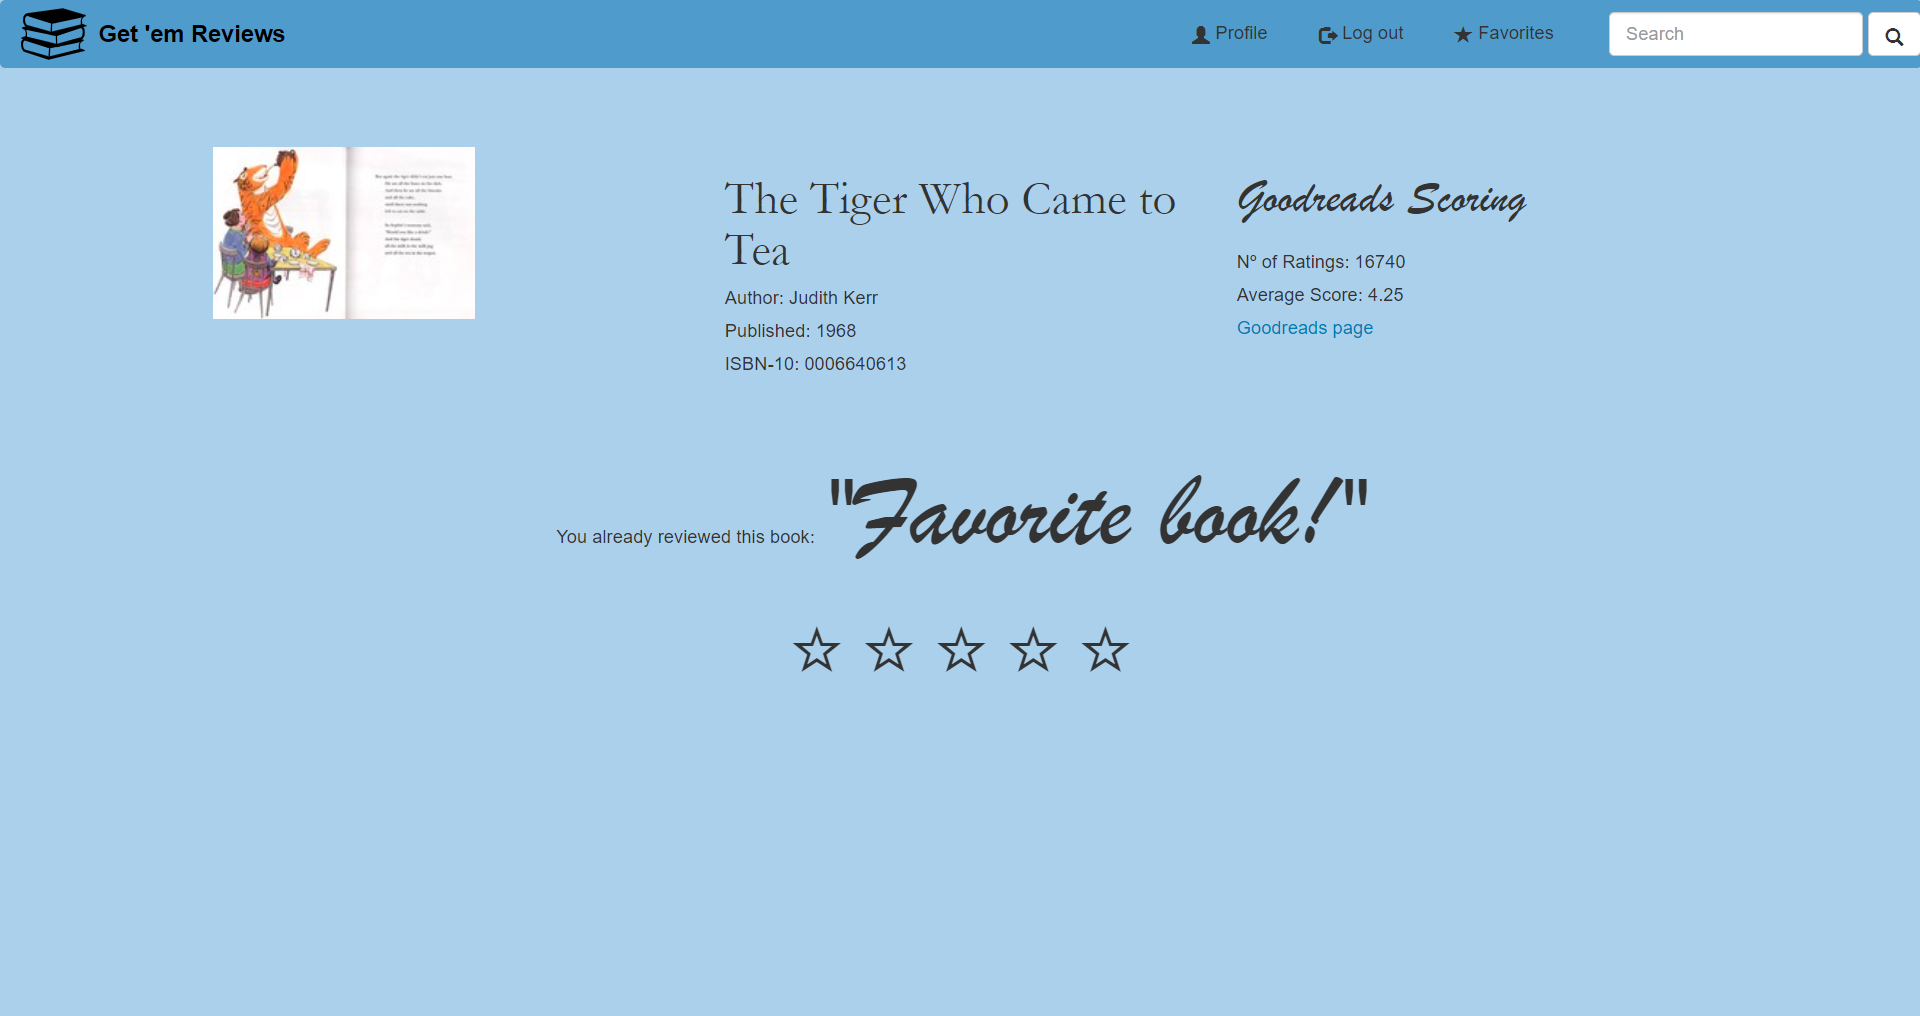 Get 'em Reviews
Profile
Log out
Favorites
Search
The Tiger Who Came to
Tea
Author: Judith Kerr
Published: 1968
ISBN-10: 0006640613
Goodreads Scoring
Nº of Ratings: 16740
Average Score: 4.25
Goodreads page
You already reviewed this book: "Favorite book!"